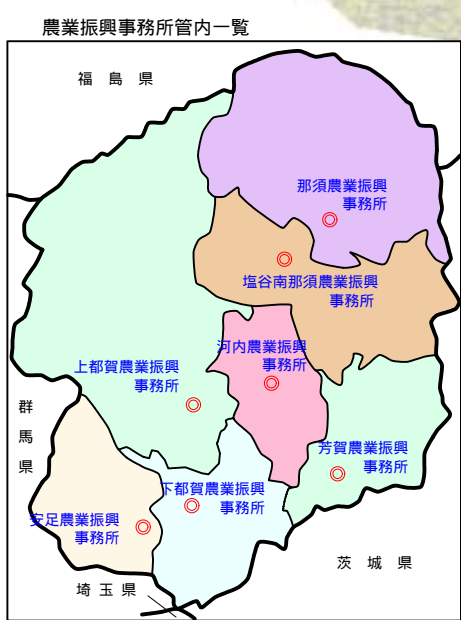 農業振興事務所管内一覧
福島県
那須農業振興
事務所
塩谷南那須農業振興
事務所
河内農業振興
事務所
上都賀農業振興
事務所
群馬県
芳賀農業振興
事務所
下都賀農業振興
事務所
安足農業振興
事務所
茨城県
埼玉県